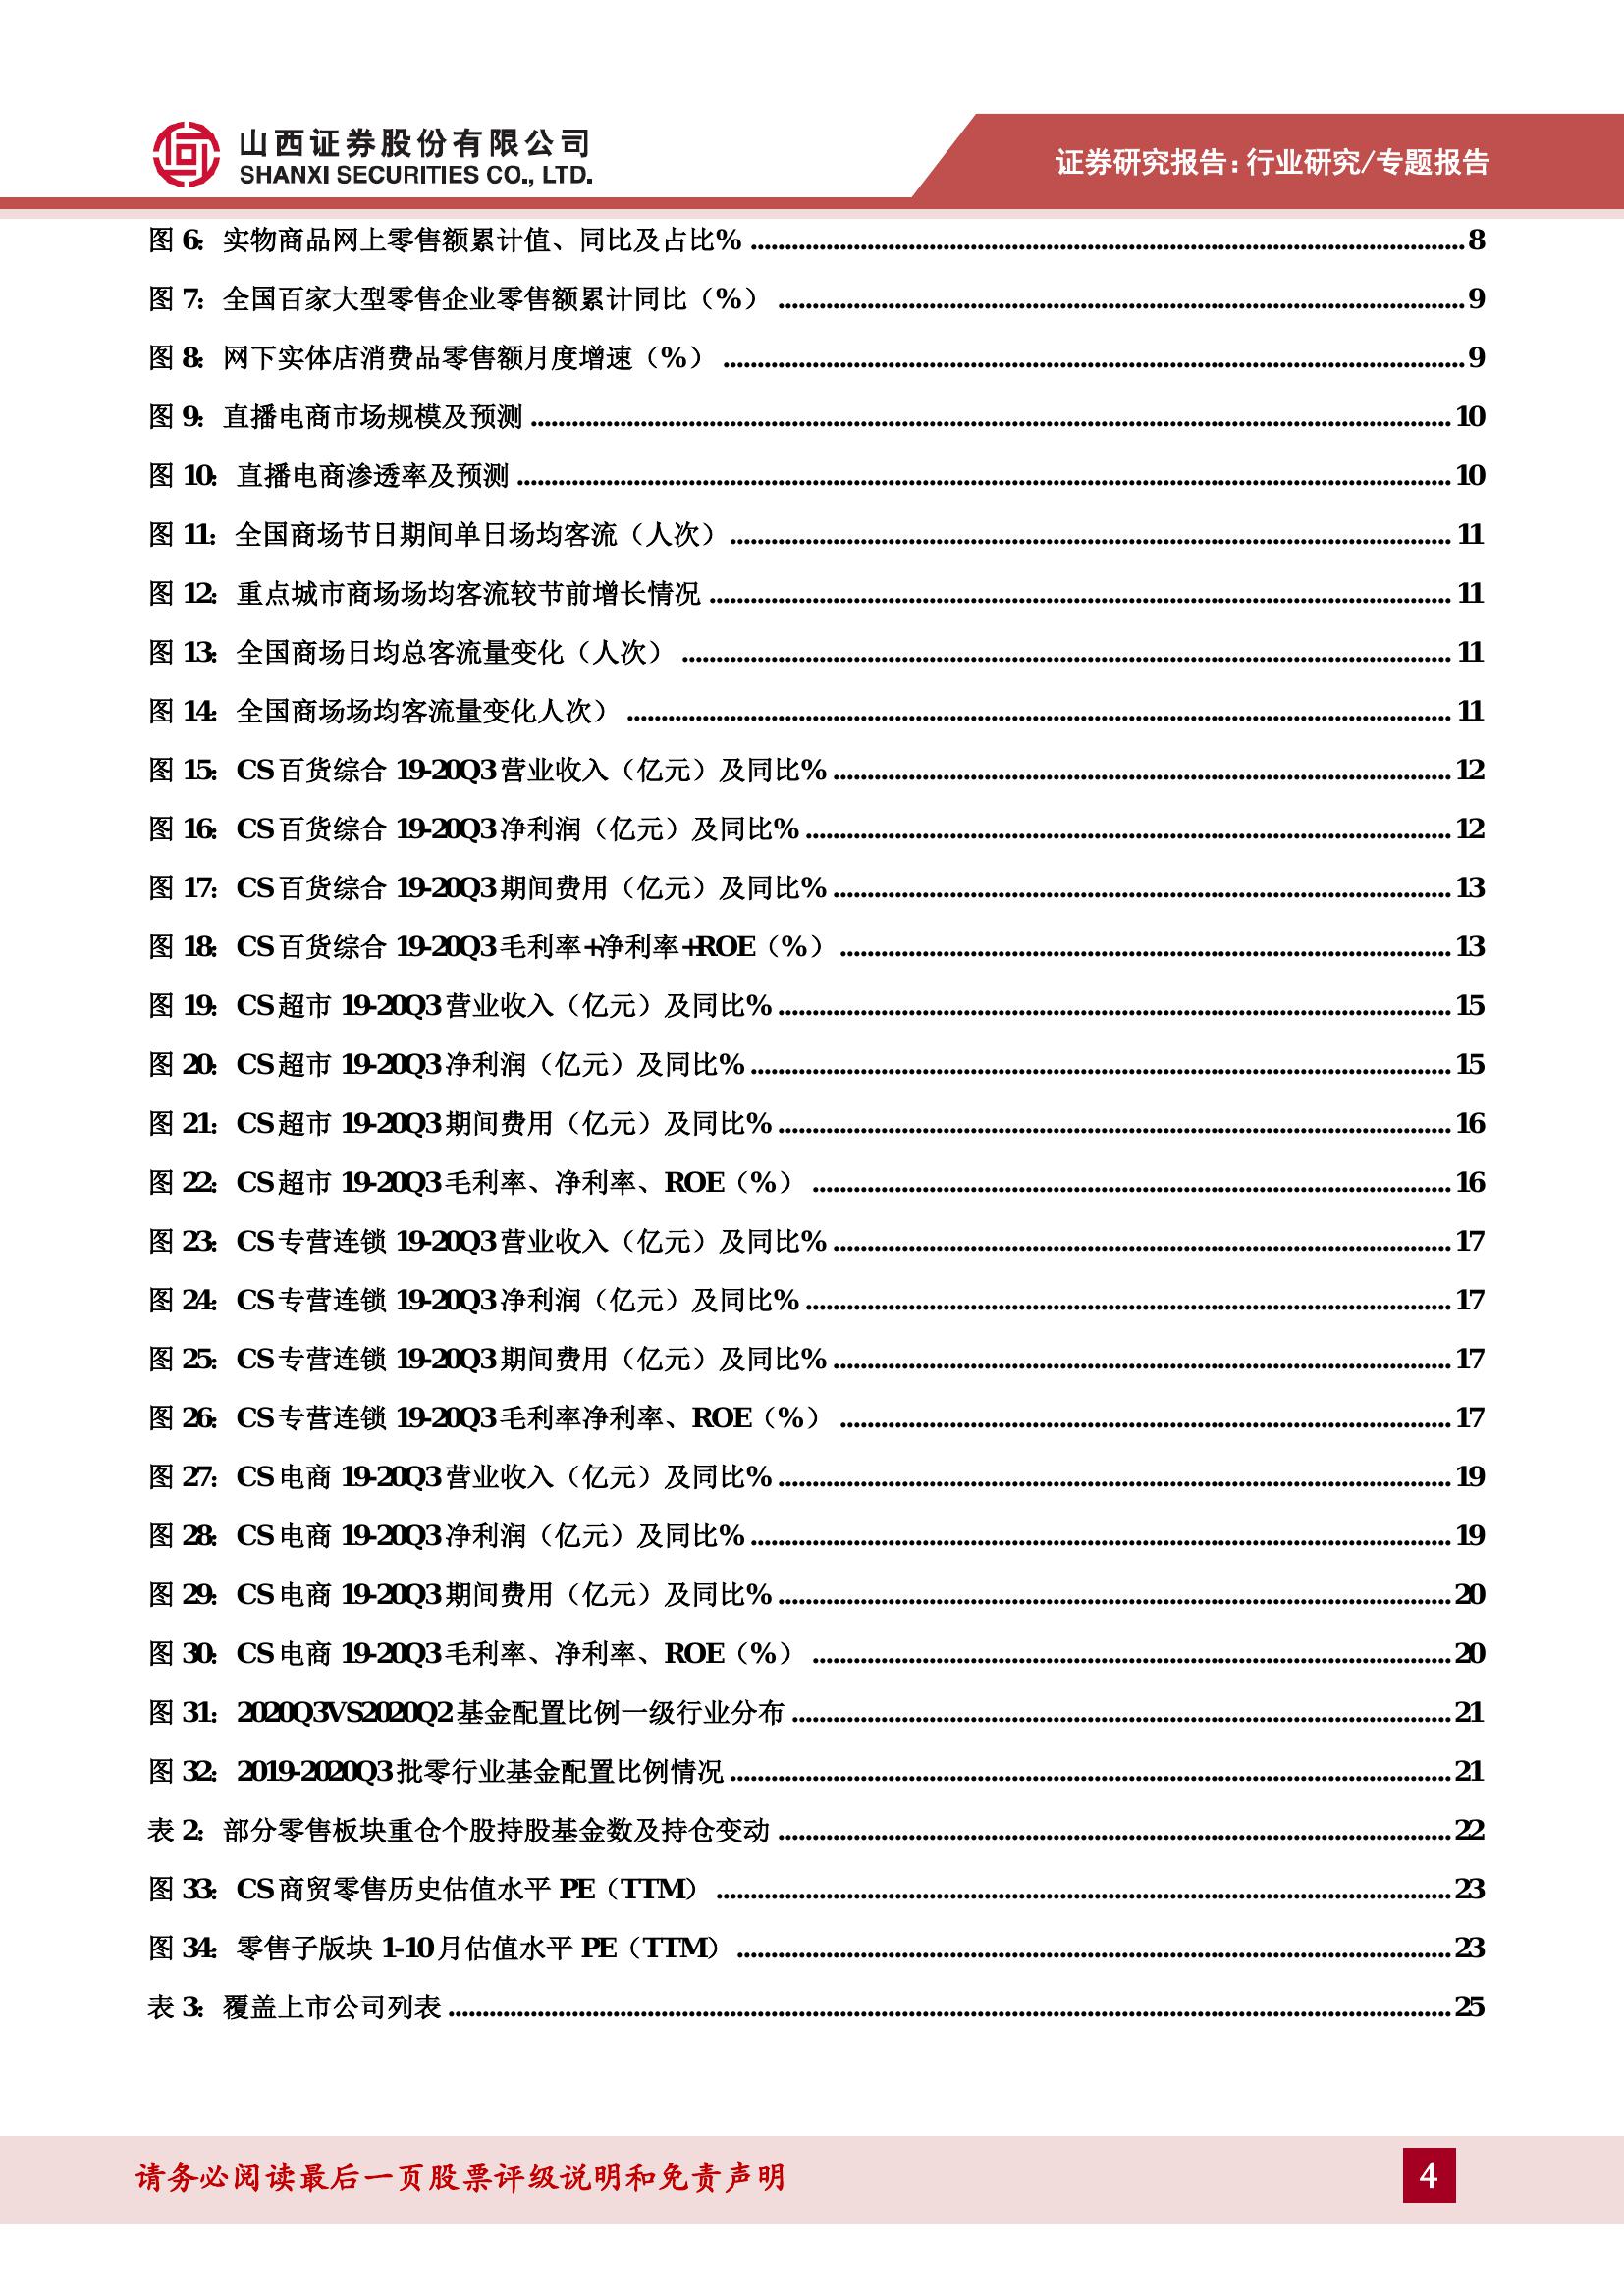 山西证券股份有限公司
SHANXI SECURITIES CO., LTD.
证券研究报告:行业研究/专题报告
图 6: 实物商品网上零售额累计值、同比及占比%........8
图 7: 全国百家大型零售企业零售额累计同比（%）........9
图 8: 网下实体店消费品零售额月度增速（%）........9
图 9: 直播电商市场规模及预测........10
图 10: 直播电商渗透率及预测........10
图 11: 全国商场节日期间单日场均客流（人次）........11
图 12: 重点城市商场场均客流较节前增长情况........11
图 13: 全国商场日均总客流量变化（人次）........11
图 14: 全国商场场均客流量变化人次）........11
图 15: CS 百货综合 19-20Q3 营业收入（亿元）及同比%........12
图 16: CS 百货综合 19-20Q3 净利润（亿元）及同比%........12
图 17: CS 百货综合 19-20Q3 期间费用（亿元）及同比%........13
图 18: CS 百货综合 19-20Q3 毛利率+净利率+ROE（%）........13
图 19: CS 超市 19-20Q3 营业收入（亿元）及同比%........15
图 20: CS 超市 19-20Q3 净利润（亿元）及同比%........15
图 21: CS 超市 19-20Q3 期间费用（亿元）及同比%........16
图 22: CS 超市 19-20Q3 毛利率、净利率、ROE（%）........16
图 23: CS 专营连锁 19-20Q3 营业收入（亿元）及同比%........17
图 24: CS 专营连锁 19-20Q3 净利润（亿元）及同比%........17
图 25: CS 专营连锁 19-20Q3 期间费用（亿元）及同比%........17
图 26: CS 专营连锁 19-20Q3 毛利率净利率、ROE（%）........17
图 27: CS 电商 19-20Q3 营业收入（亿元）及同比%........19
图 28: CS 电商 19-20Q3 净利润（亿元）及同比%........19
图 29: CS 电商 19-20Q3 期间费用（亿元）及同比%........20
图 30: CS 电商 19-20Q3 毛利率、净利率、ROE（%）........20
图 31: 2020Q3VS2020Q2 基金配置比例一级行业分布........21
图 32: 2019-2020Q3 批零行业基金配置比例情况........21
表 2: 部分零售板块重仓个股持股基金数及持仓变动........22
图 33: CS 商贸零售历史估值水平 PE（TTM）........23
图 34: 零售子版块 1-10 月估值水平 PE（TTM）........23
表 3: 覆盖上市公司列表........25
请务必阅读最后一页股票评级说明和免责声明
4